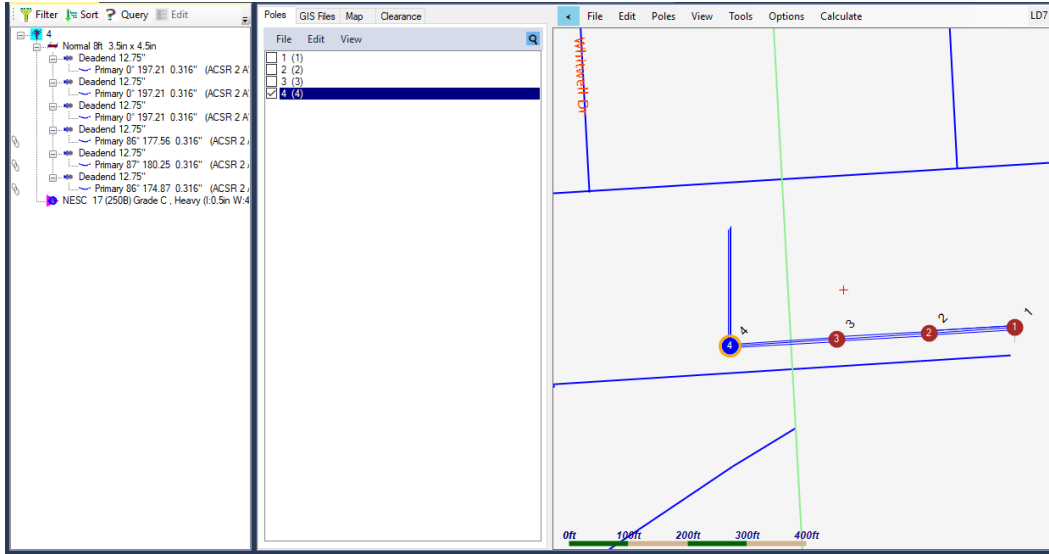 Filter Sort ? Query Edit
4
Normal 8ft 3.5in x 4.5in
Deadend 12.75"
Primary 0° 197.21 0.316" (ACSR 2 A
Deadend 12.75"
Primary 0° 197.21 0.316" (ACSR 2 A
Deadend 12.75"
Primary 0° 197.21 0.316" (ACSR 2 A
Deadend 12.75"
Primary 86° 177.56 0.316" (ACSR 2
Deadend 12.75"
Primary 87° 180.25 0.316" (ACSR 2
Deadend 12.75"
Primary 86° 174.87 0.316" (ACSR 2
NESC 17 (250B) Grade C , Heavy (I:0.5in W:4
Poles GIS Files Map Clearance
File Edit View
1 (1)
2 (2)
3 (3)
4 (4)
< File Edit Poles View Tools Options Calculate LD7
Whitwell Dr
4 3 2 1
4 3 2 1
0ft 100ft 200ft 300ft 400ft